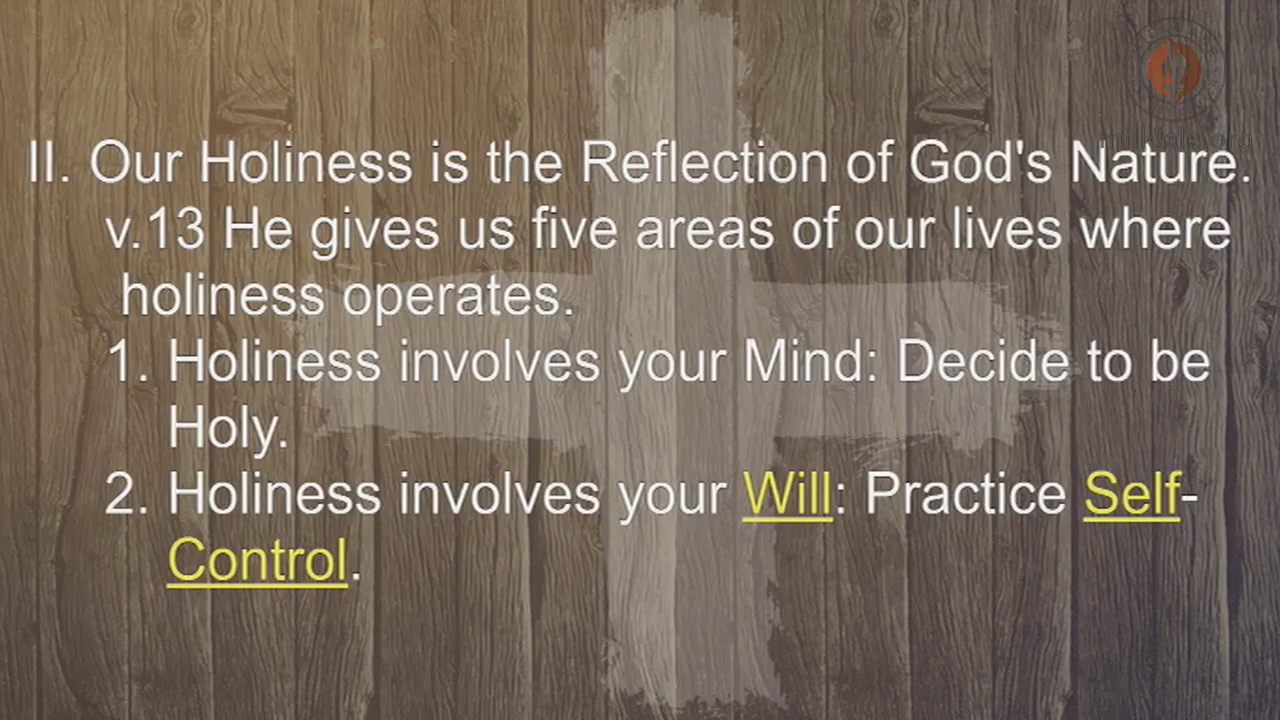 II. Our Holiness is the Reflection of God's Nature.
v.13 He gives us five areas of our lives where
holiness operates.
1. Holiness involves your Mind: Decide to be
Holy.
2. Holiness involves your Will: Practice Self-
Control.